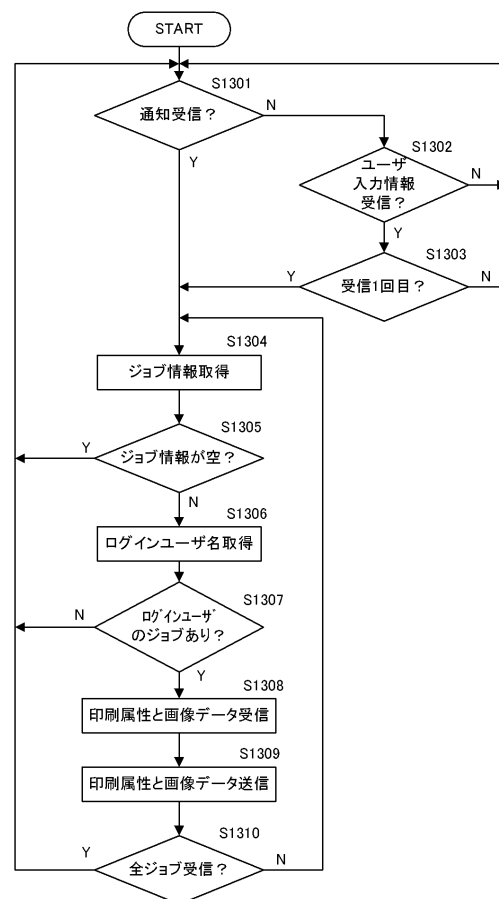 START
S1301
通知受信？
N
Y
S1302
ユーザ
入力情報
受信？
N
Y
S1303
受信1回目？
Y
N
S1304
ジョブ情報取得
S1305
ジョブ情報が空？
Y
N
S1306
ログインユーザ名取得
S1307
ﾛｸﾞｲﾝﾕｰｻﾞ
のジョブあり？
N
Y
S1308
印刷属性と画像データ受信
S1309
印刷属性と画像データ送信
S1310
全ジョブ受信？
Y
N